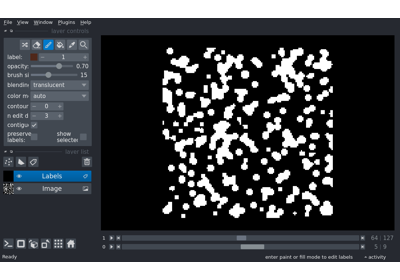 File View Window Plugins Help
layer controls
label: 1
opacity: 0.70
brush si 15
blending translucent
color m auto
contour 0
n edit d 3
contigu
preserve labels: show selected
layer list
Labels
Image
1 64 127
0 5 9
Ready enter paint or fill mode to edit labels activity